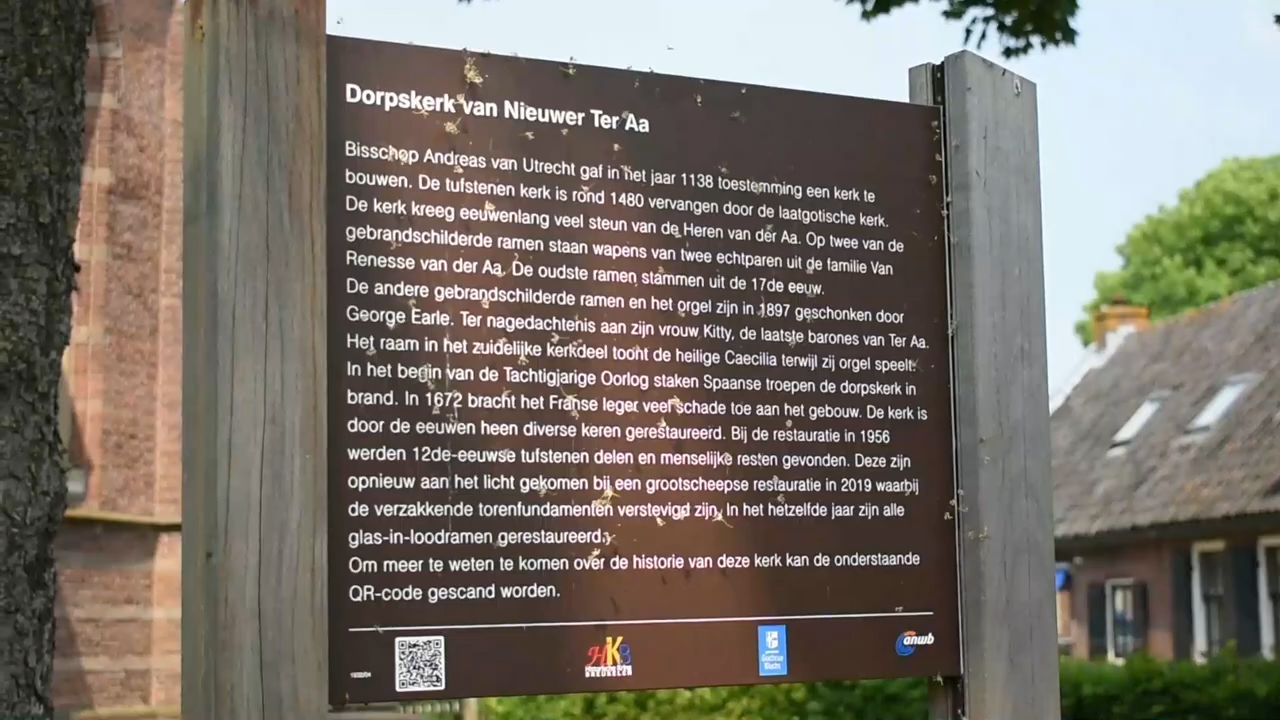 Dorpskerk van Nieuwer Ter Aa
Bisschop Andreas van Utrecht gaf in het jaar 1138 toestemming een kerk te
bouwen. De tufstenen kerk is rond 1480 vervangen door de laatgotische kerk.
De kerk kreeg eeuwenlang veel steun van de Heren van der Aa. Op twee van de
gebrandschilderde ramen staan wapens van twee echtparen uit de familie Van
Renesse van der Aa. De oudste ramen stammen uit de 17de eeuw.
De andere gebrandschilderde ramen en het orgel zijn in 1897 geschonken door
George Earle. Ter nagedachtenis aan zijn vrouw Kitty, de laatste barones van Ter Aa.
Het raam in het zuidelijke kerkdeel toont de heilige Caecilia terwijl zij orgel speelt.
In het begin van de Tachtigjarige Oorlog staken Spaanse troepen de dorpskerk in
brand. In 1672 bracht het Franse leger veel schade toe aan het gebouw. De kerk is
door de eeuwen heen diverse keren gerestaureerd. Bij de restauratie in 1956
werden 12de-eeuwse tufstenen delen en menselijke resten gevonden. Deze zijn
opnieuw aan het licht gekomen bij een grootscheepse restauratie in 2019 waarbij
de verzakkende torenfundamenten verstevigd zijn. In het hetzelfde jaar zijn alle
glas-in-loodramen gerestaureerd.
Om meer te weten te komen over de historie van deze kerk kan de onderstaande
QR-code gescand worden.
HKB
BREUKELEN
anwb